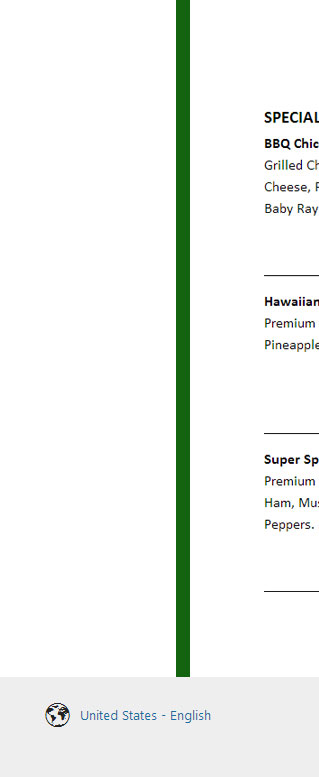 SPECIAL
BBQ Chic
Grilled Ch
Cheese, F
Baby Ray
Hawaiian
Premium
Pineapple
Super Sp
Premium
Ham, Mus
Peppers.
United States - English